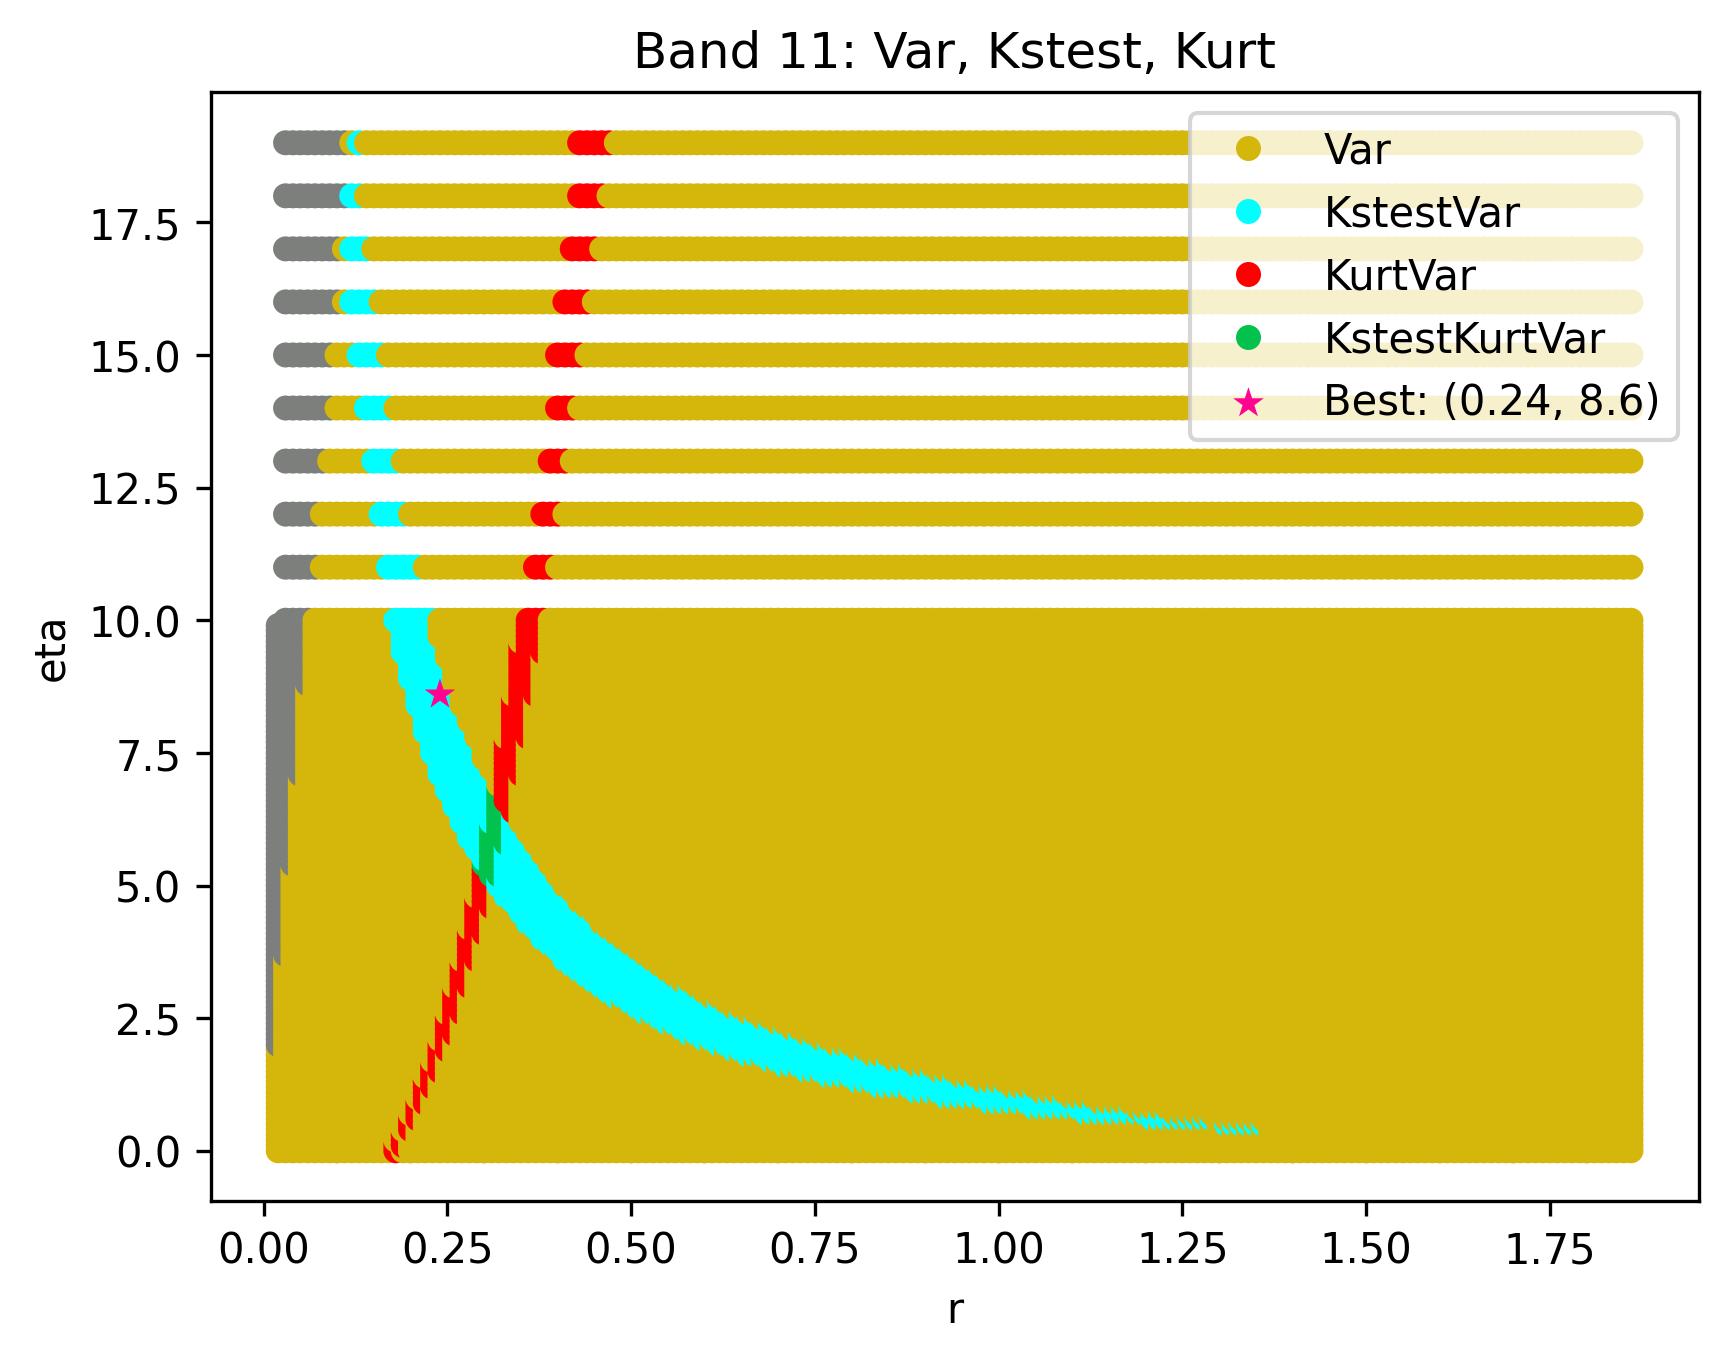 Band 11: Var, Kstest, Kurt
Var
KstestVar
KurtVar
KstestKurtVar
Best: (0.24, 8.6)
eta
17.5
15.0
12.5
10.0
7.5
5.0
2.5
0.0
0.00 0.25 0.50 0.75 1.00 1.25 1.50 1.75
r